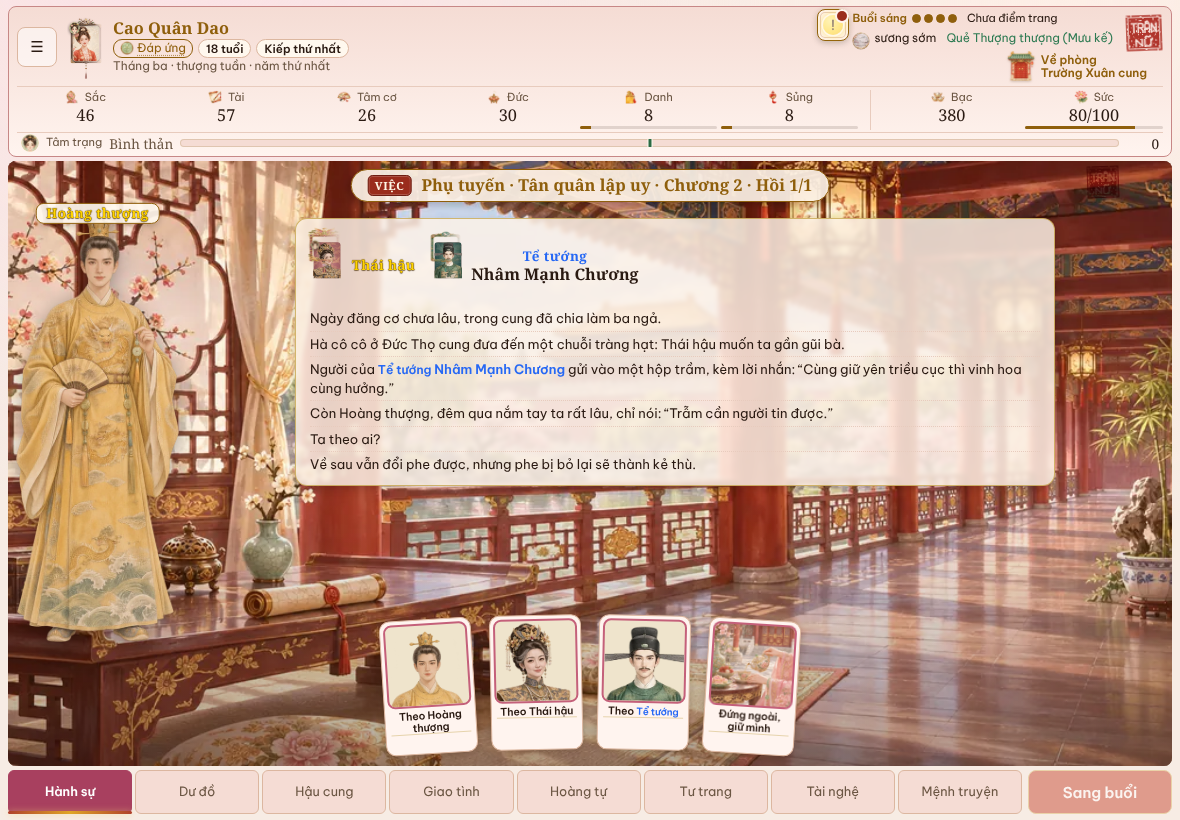 ☰
Cao Quân Dao
Đáp ứng
18 tuổi
Kiếp thứ nhất
Tháng ba · thượng tuần · năm thứ nhất
!
Buổi sáng
Chưa điểm trang
sương sớm
Quẻ Thượng thượng (Mưu kế)
Về phòng
Trường Xuân cung
TRÂM
NỮ
Sắc
46
Tài
57
Tâm cơ
26
Đức
30
Danh
8
Sủng
8
Bạc
380
Sức
80/100
Tâm trạng
Bình thản
0
VIỆC
Phụ tuyến · Tân quân lập uy · Chương 2 · Hồi 1/1
Hoàng thượng
Thái hậu
Tể tướng
Nhâm Mạnh Chương
Ngày đăng cơ chưa lâu, trong cung đã chia làm ba ngả.
Hà cô cô ở Đức Thọ cung đưa đến một chuỗi tràng hạt: Thái hậu muốn ta gần gũi bà.
Người của Tể tướng Nhâm Mạnh Chương gửi vào một hộp trầm, kèm lời nhắn: “Cùng giữ yên triều cục thì vinh hoa
cùng hưởng.”
Còn Hoàng thượng, đêm qua nắm tay ta rất lâu, chỉ nói: “Trẫm cần người tin được.”
Ta theo ai?
Về sau vẫn đổi phe được, nhưng phe bị bỏ lại sẽ thành kẻ thù.
Theo Hoàng
thượng
Theo Thái hậu
Theo Tể tướng
Đứng ngoài,
giữ mình
Hành sự
Dư đồ
Hậu cung
Giao tình
Hoàng tự
Tư trang
Tài nghệ
Mệnh truyện
Sang buổi